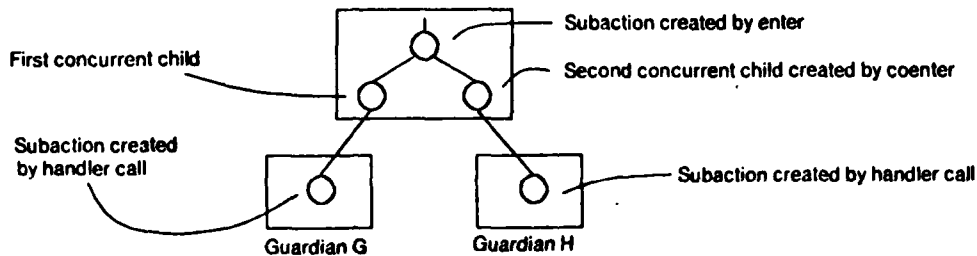 Subaction created by enter
First concurrent child
Second concurrent child created by coenter
Subaction created
by handler call
Subaction created by handler call
Guardian G
Guardian H